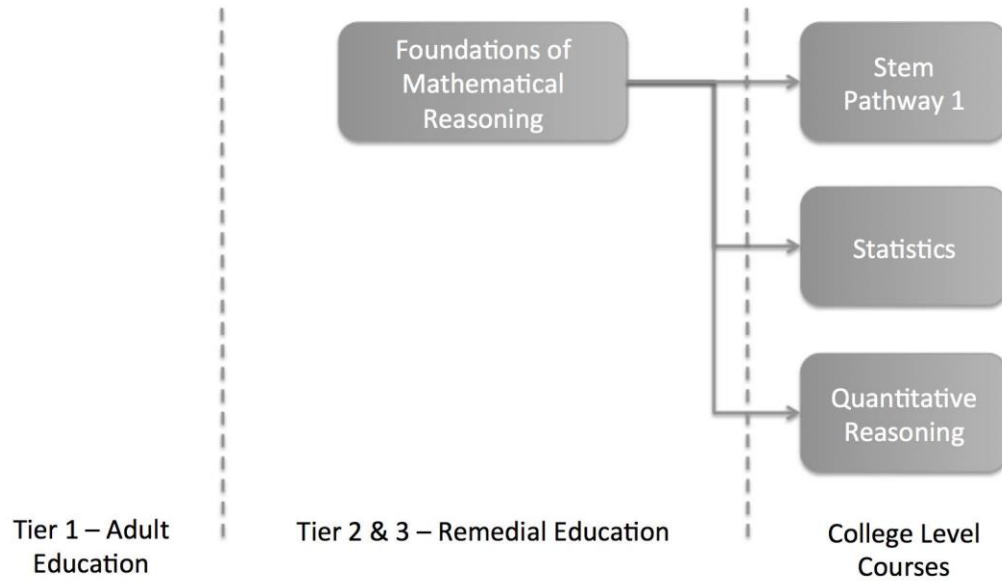 Foundations of
Mathematical
Reasoning
Stem
Pathway 1
Statistics
Quantitative
Reasoning
Tier 1 – Adult
Education
Tier 2 & 3 – Remedial Education
College Level
Courses